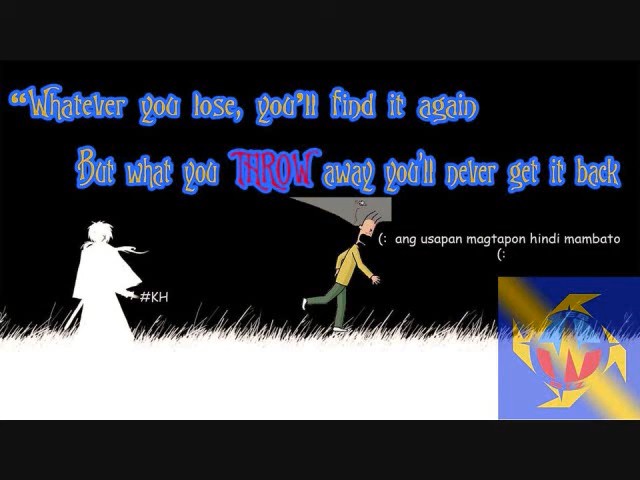 “Whatever you lose, you'll find it again
But what you THROW away you'll never get it back
(: ang usapan magtapon hindi mambato
(:
#KH